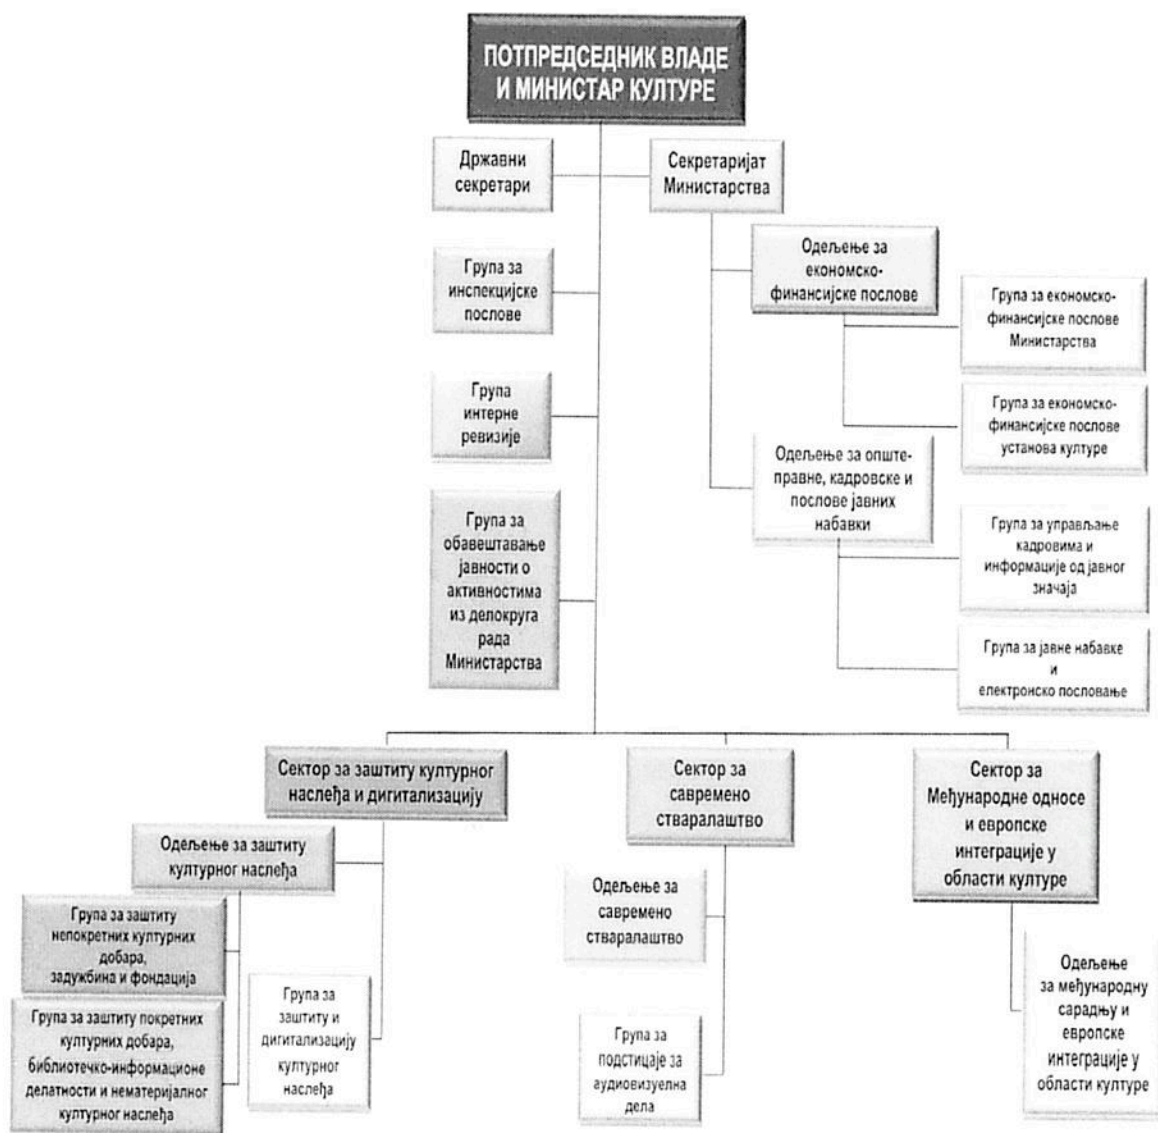 ПОТПРЕДСЕДНИК ВЛАДЕ
И МИНИСТАР КУЛТУРЕ
Државни
секретари
Секретаријат
Министарства
Група за
инспекцијске
послове
Одељење за
економско-
финансијске послове
Група за економско-
финансијске послове
Министарства
Група
интерне
ревизије
Група за економско-
финансијске послове
установа културе
Одељење за опште-
правне, кадровске и
послове јавних
набавки
Група за
обавештавање
јавности о
активностима
из делокруга
рада
Министарства
Група за управљање
кадровима и
информације од јавног
значаја
Група за јавне набавке
и
електронско пословање
Сектор за заштиту културног
наслеђа и дигитализацију
Сектор за
савремено
стваралаштво
Сектор за
Међународне односе
и европске
интеграције у
области културе
Одељење за заштиту
културног наслеђа
Група за заштиту
непокретних културних
добара,
задужбина и фондација
Група за заштиту покретних
културних добара,
библиотечко-информационе
делатности и нематеријалног
културног наслеђа
Група за
заштиту и
дигитализацију
културног
наслеђа
Одељење за
савремено
стваралаштво
Група за
подстицаје за
аудиовизуелна
дела
Одељење
за међународну
сарадњу и
европске
интеграције у
области културе